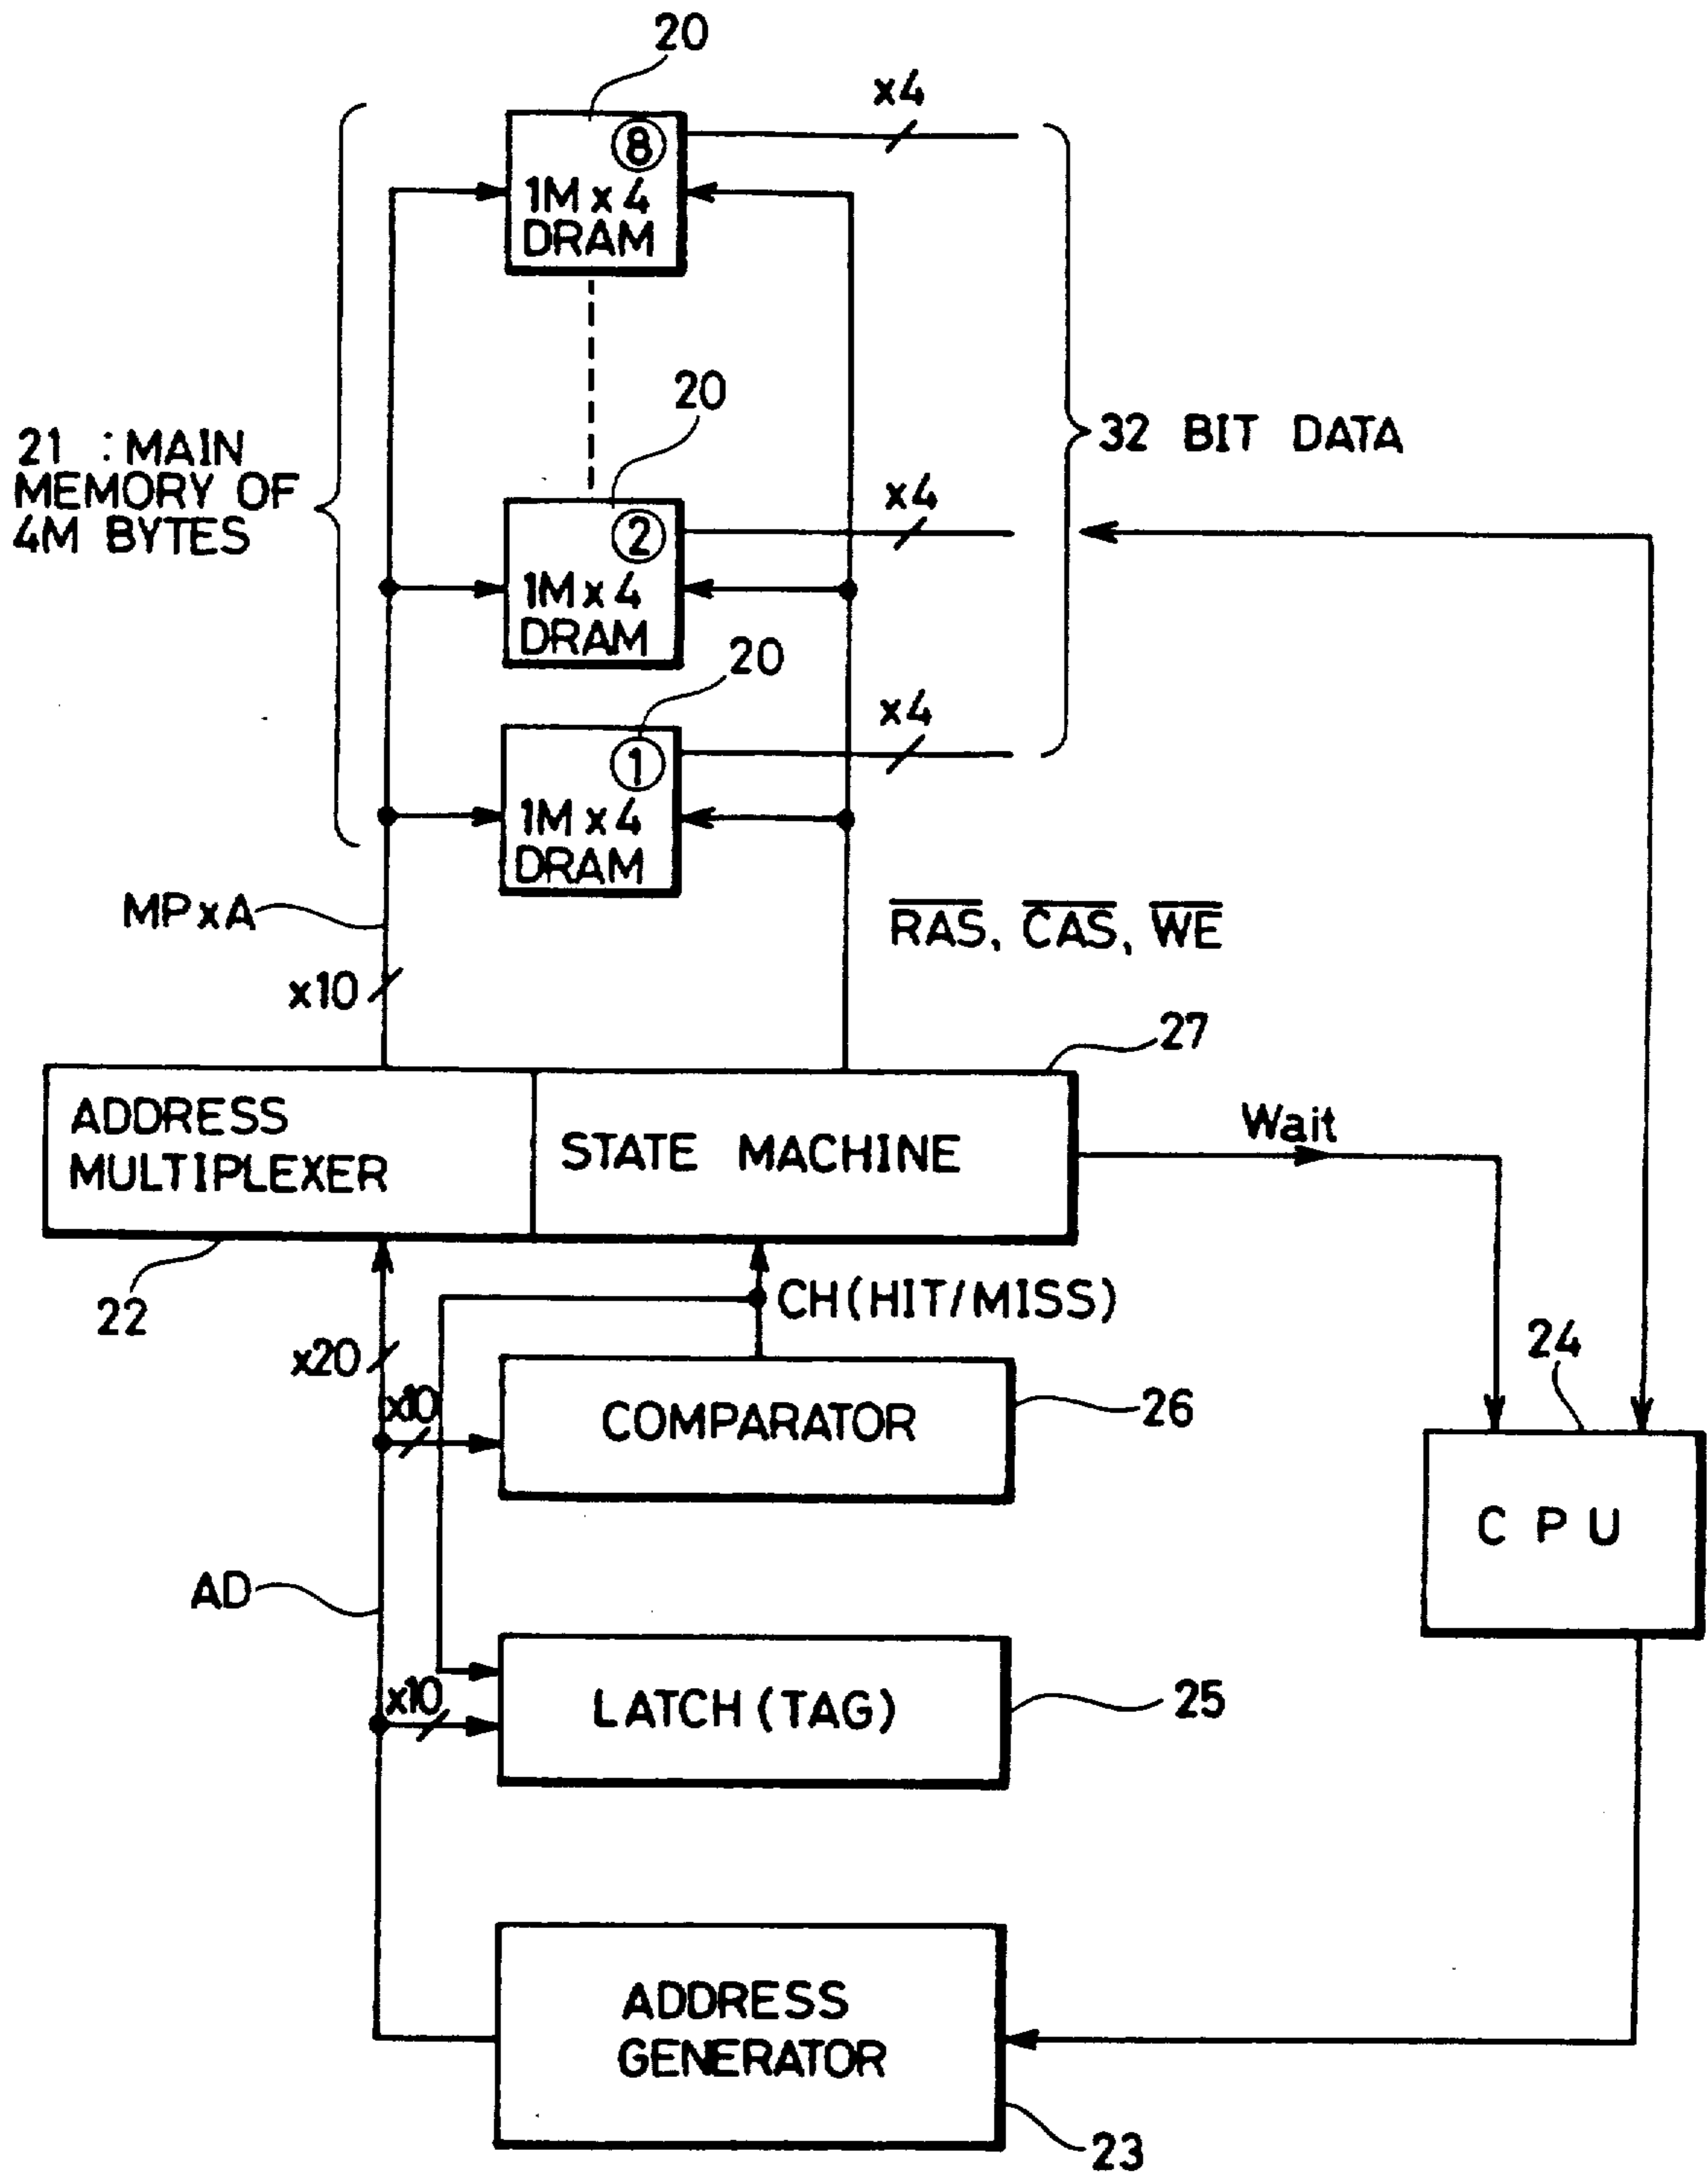 20
x4
8
1M x 4
DRAM
20
21 : MAIN
MEMORY OF
4M BYTES
32 BIT DATA
x4
2
1M x 4
DRAM
20
x4
1
1M x 4
DRAM
MPxA
RAS, CAS, WE
x10
27
ADDRESS
MULTIPLEXER
STATE MACHINE
Wait
22
CH(HIT/MISS)
x20
24
x10
COMPARATOR
26
CPU
AD
x10
LATCH (TAG)
25
ADDRESS
GENERATOR
23